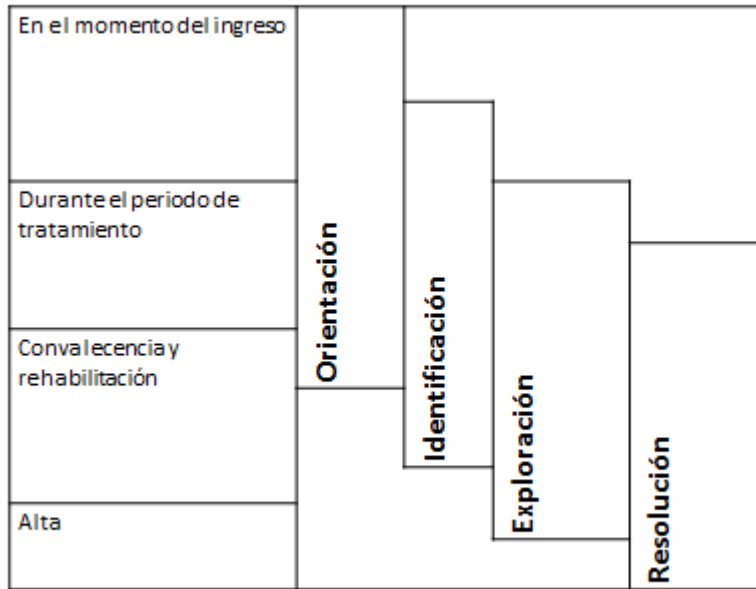 En el momento del ingreso
Durante el periodo de
tratamiento
Convalecencia y
rehabilitación
Alta
Orientación
Identificación
Exploración
Resolución